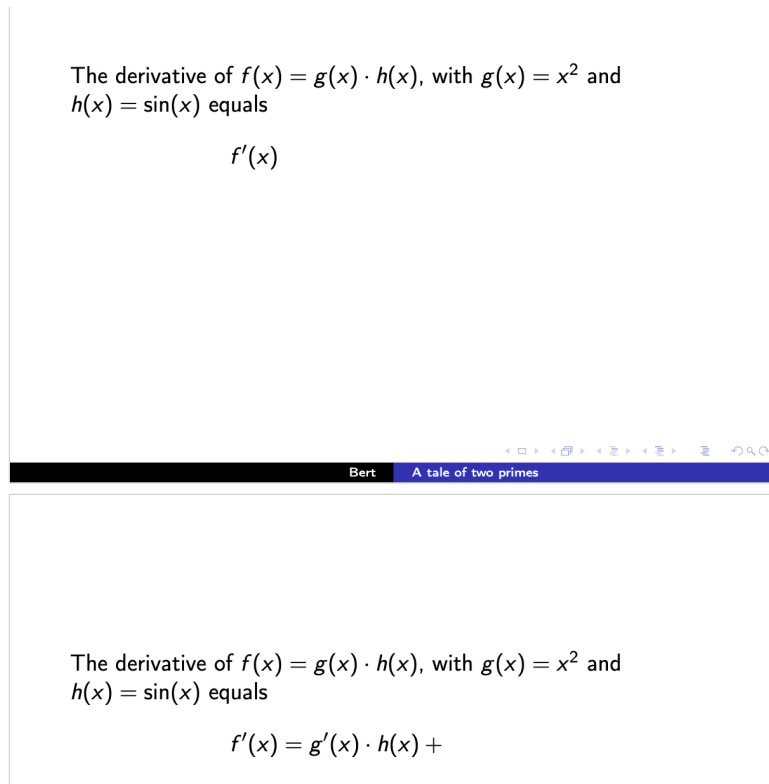 The derivative of f(x) = g(x) · h(x), with g(x) = x² and
h(x) = sin(x) equals
f′(x)
Bert A tale of two primes
The derivative of f(x) = g(x) · h(x), with g(x) = x² and
h(x) = sin(x) equals
f′(x) = g′(x) · h(x) +